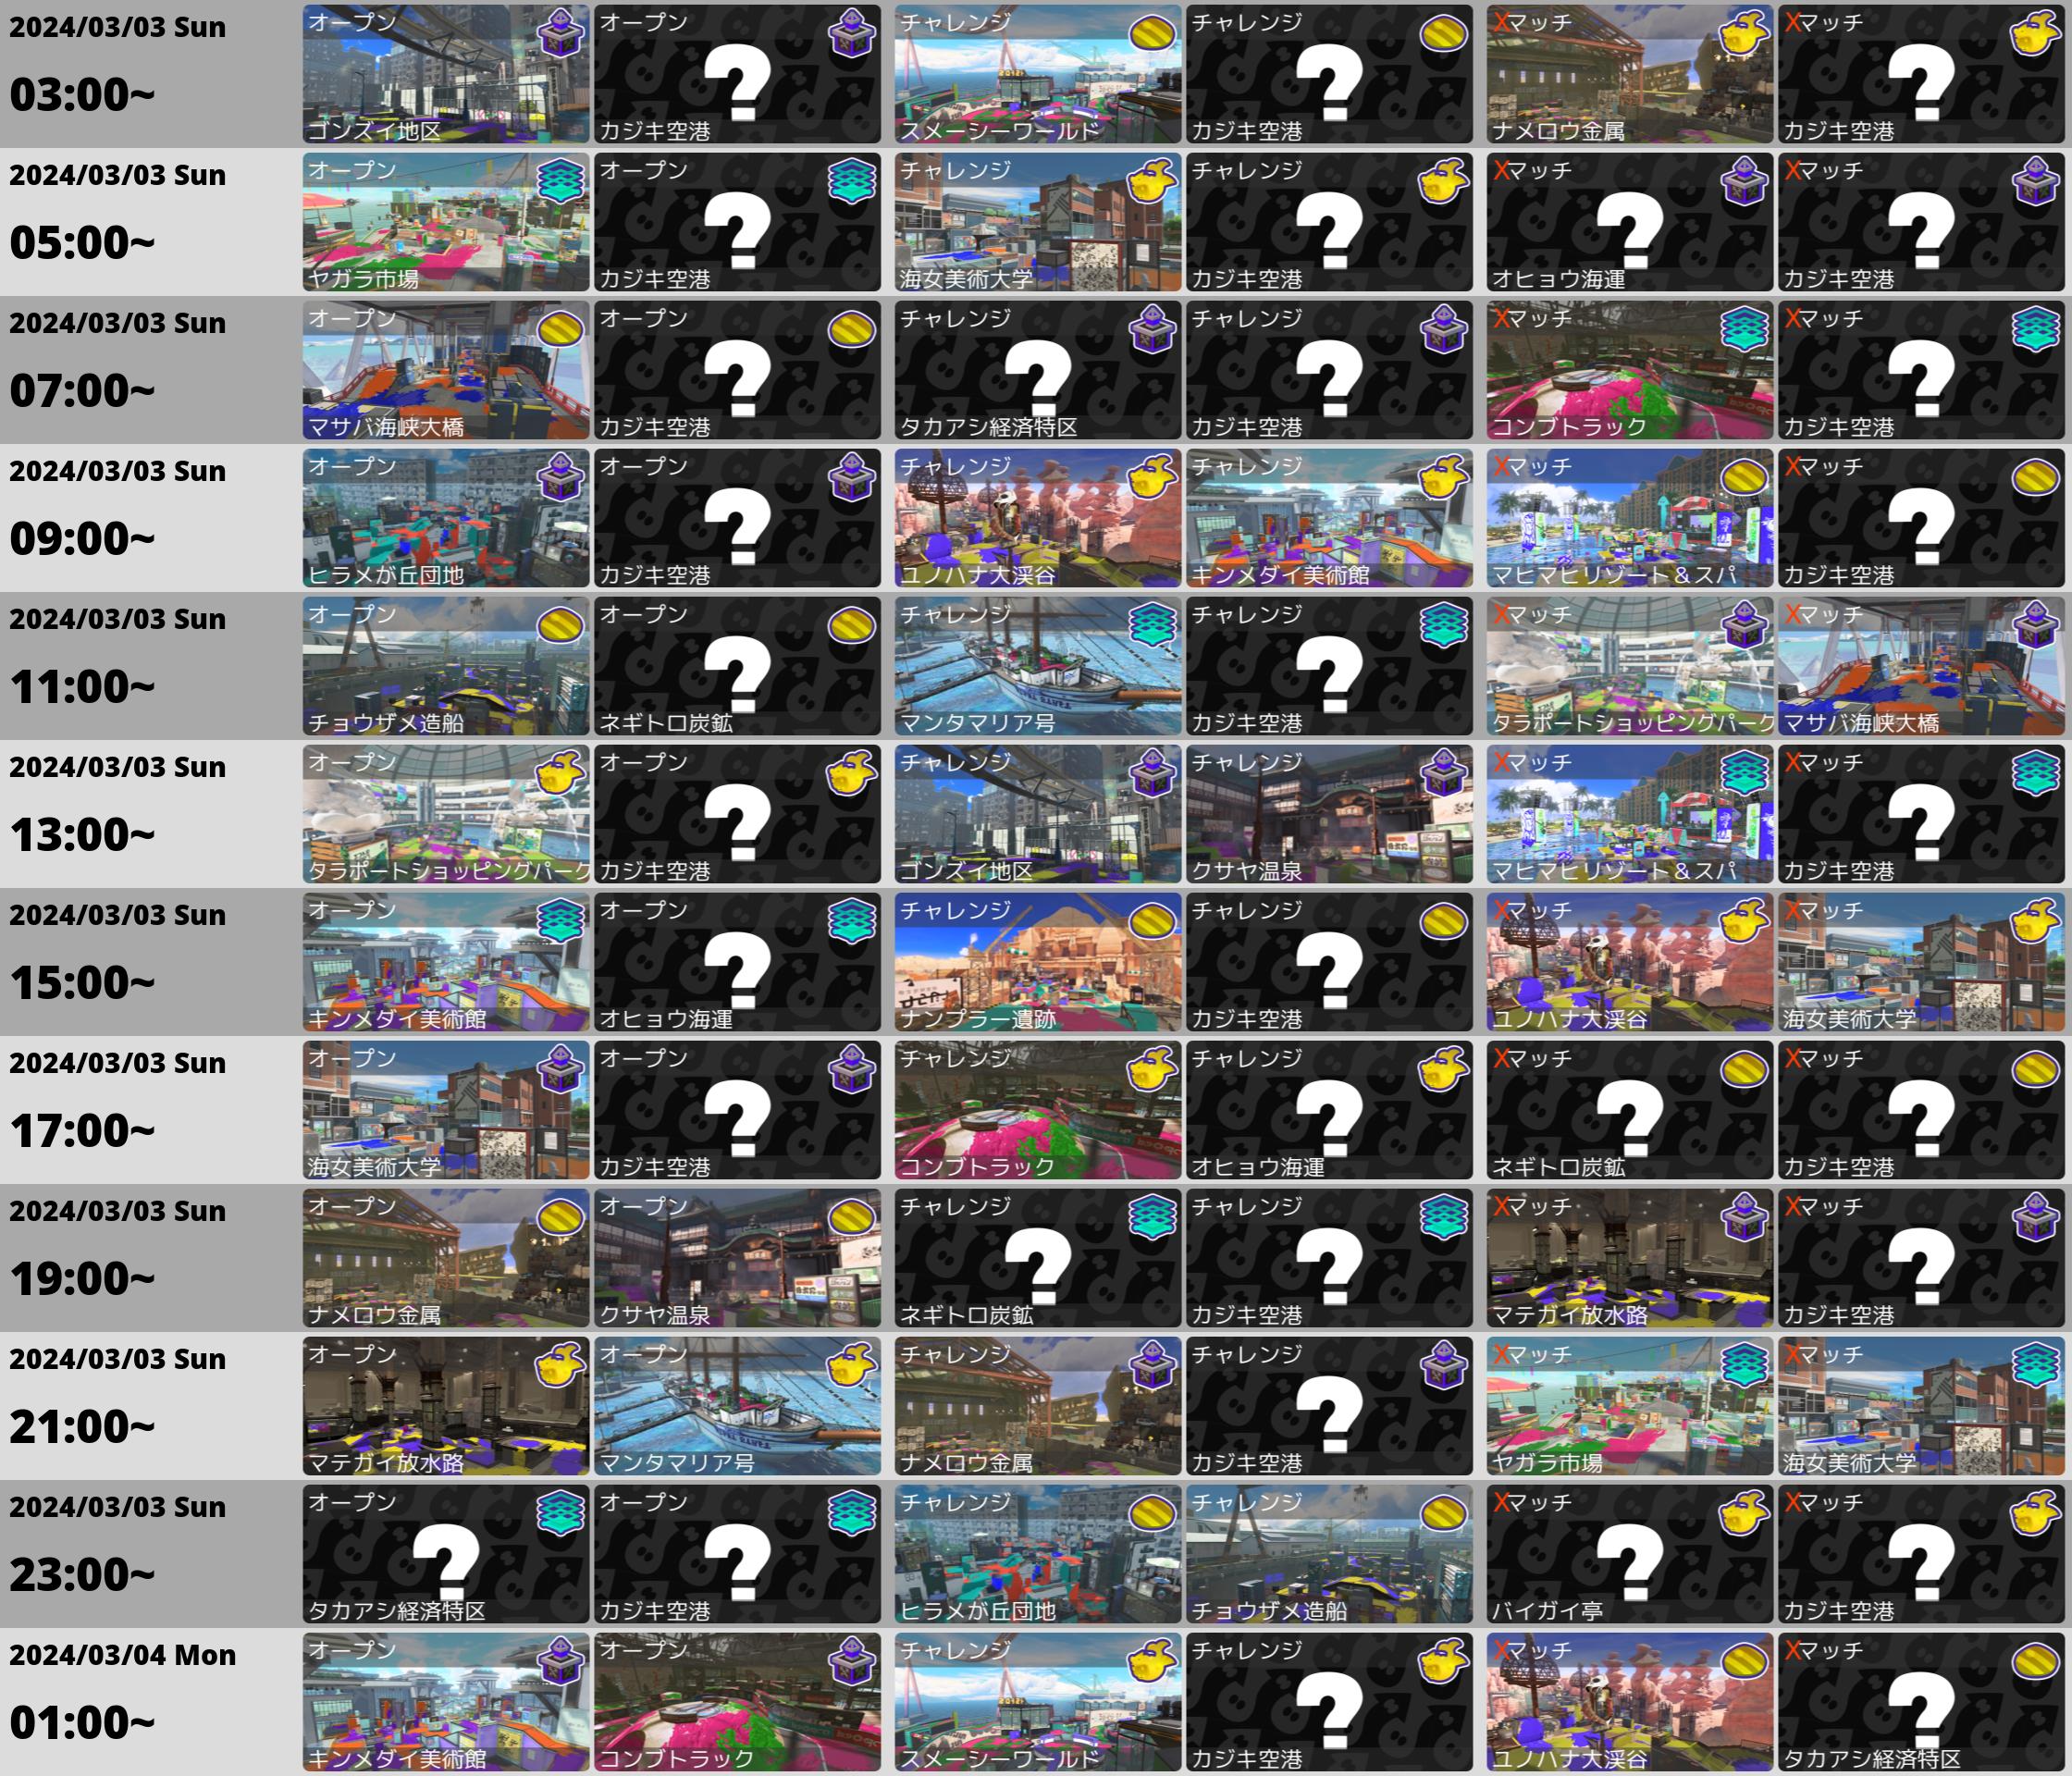 2024/03/03 Sun
03:00~
オープン
ゴンズイ地区
オープン
カジキ空港
チャレンジ
スメーシーワールド
チャレンジ
カジキ空港
Xマッチ
ナメロウ金属
Xマッチ
カジキ空港
2024/03/03 Sun
05:00~
オープン
ヤガラ市場
オープン
カジキ空港
チャレンジ
海女美術大学
チャレンジ
カジキ空港
Xマッチ
オヒョウ海運
Xマッチ
カジキ空港
2024/03/03 Sun
07:00~
オープン
マサバ海峡大橋
オープン
カジキ空港
チャレンジ
タカアシ経済特区
チャレンジ
カジキ空港
Xマッチ
コンブトラック
Xマッチ
カジキ空港
2024/03/03 Sun
09:00~
オープン
ヒラメが丘団地
オープン
カジキ空港
チャレンジ
ユノハナ大渓谷
チャレンジ
キンメダイ美術館
Xマッチ
マヒマヒリゾート＆スパ
Xマッチ
カジキ空港
2024/03/03 Sun
11:00~
オープン
チョウザメ造船
オープン
ネギトロ炭鉱
チャレンジ
マンタマリア号
チャレンジ
カジキ空港
Xマッチ
タラポートショッピングパーク
Xマッチ
マサバ海峡大橋
2024/03/03 Sun
13:00~
オープン
タラポートショッピングパーク
オープン
カジキ空港
チャレンジ
ゴンズイ地区
チャレンジ
クサヤ温泉
Xマッチ
マヒマヒリゾート＆スパ
Xマッチ
カジキ空港
2024/03/03 Sun
15:00~
オープン
キンメダイ美術館
オープン
オヒョウ海運
チャレンジ
ナンプラー遺跡
チャレンジ
カジキ空港
Xマッチ
ユノハナ大渓谷
Xマッチ
海女美術大学
2024/03/03 Sun
17:00~
オープン
海女美術大学
オープン
カジキ空港
チャレンジ
コンブトラック
チャレンジ
オヒョウ海運
Xマッチ
ネギトロ炭鉱
Xマッチ
カジキ空港
2024/03/03 Sun
19:00~
オープン
ナメロウ金属
オープン
クサヤ温泉
チャレンジ
ネギトロ炭鉱
チャレンジ
カジキ空港
Xマッチ
マテガイ放水路
Xマッチ
カジキ空港
2024/03/03 Sun
21:00~
オープン
マテガイ放水路
オープン
マンタマリア号
チャレンジ
ナメロウ金属
チャレンジ
カジキ空港
Xマッチ
ヤガラ市場
Xマッチ
海女美術大学
2024/03/03 Sun
23:00~
オープン
タカアシ経済特区
オープン
カジキ空港
チャレンジ
ヒラメが丘団地
チャレンジ
チョウザメ造船
Xマッチ
バイガイ亭
Xマッチ
カジキ空港
2024/03/04 Mon
01:00~
オープン
キンメダイ美術館
オープン
コンブトラック
チャレンジ
スメーシーワールド
チャレンジ
カジキ空港
Xマッチ
ユノハナ大渓谷
Xマッチ
タカアシ経済特区